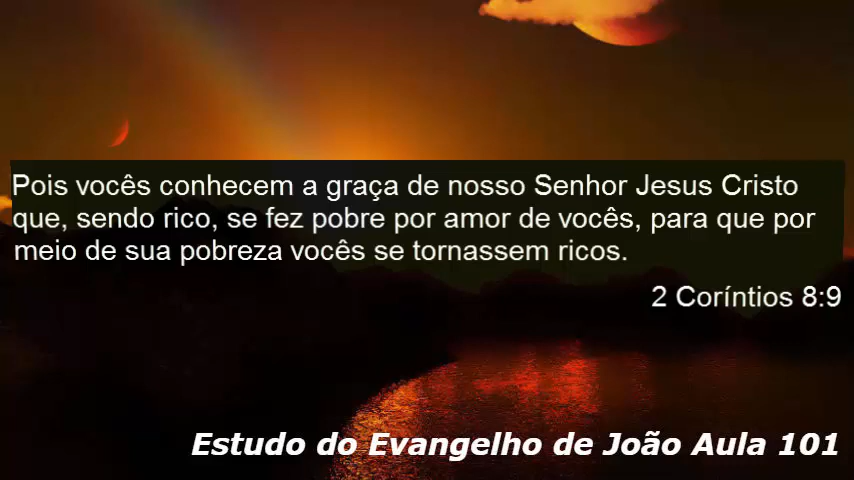 Pois vocês conhecem a graça de nosso Senhor Jesus Cristo
que, sendo rico, se fez pobre por amor de vocês, para que por
meio de sua pobreza vocês se tornassem ricos.
2 Coríntios 8:9
Estudo do Evangelho de João Aula 101